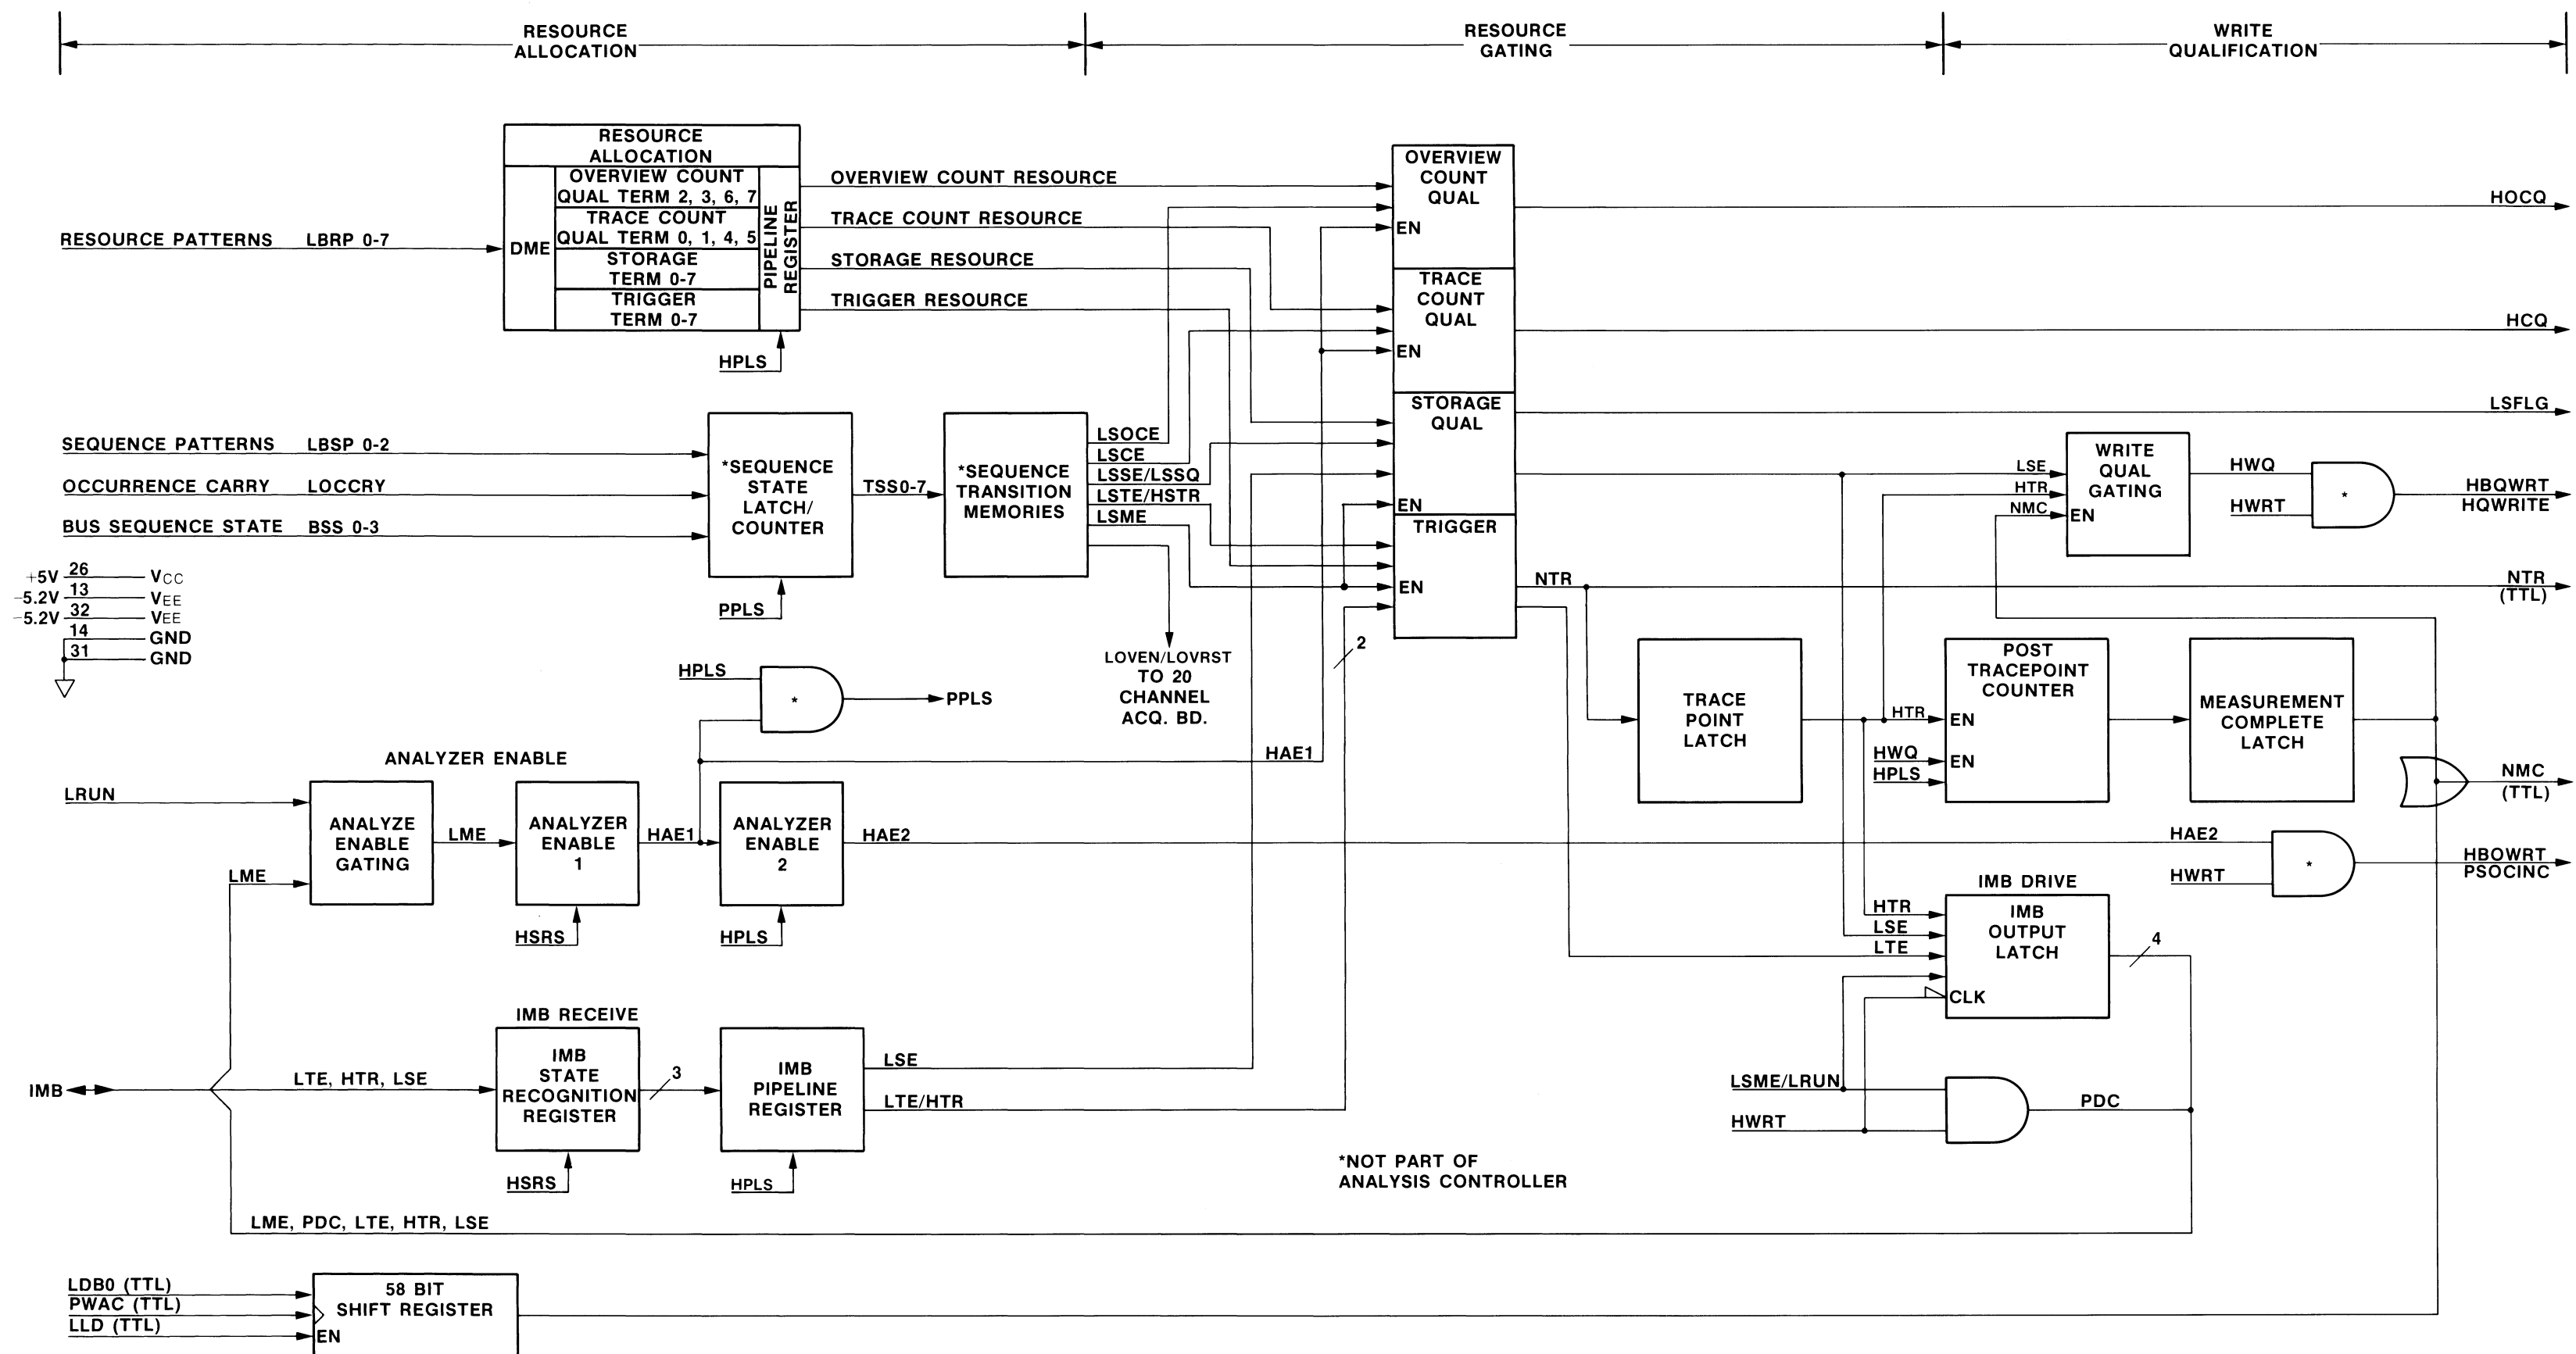 RESOURCE
ALLOCATION
RESOURCE
GATING
WRITE
QUALIFICATION
RESOURCE
ALLOCATION
DME
OVERVIEW COUNT
QUAL TERM 2, 3, 6, 7
TRACE COUNT
QUAL TERM 0, 1, 4, 5
STORAGE
TERM 0-7
TRIGGER
TERM 0-7
PIPELINE
REGISTER
RESOURCE PATTERNS LBRP 0-7
HPLS
OVERVIEW COUNT RESOURCE
TRACE COUNT RESOURCE
STORAGE RESOURCE
TRIGGER RESOURCE
OVERVIEW
COUNT
QUAL
EN
TRACE
COUNT
QUAL
EN
STORAGE
QUAL
EN
TRIGGER
EN
HOCQ
HCQ
LSFLG
SEQUENCE PATTERNS LBSP 0-2
OCCURRENCE CARRY LOCCRY
BUS SEQUENCE STATE BSS 0-3
*SEQUENCE
STATE
LATCH/
COUNTER
PPLS
TSS0-7
*SEQUENCE
TRANSITION
MEMORIES
LSOCE
LSCE
LSSE/LSSQ
LSTE/HSTR
LSME
LOVEN/LOVRST
TO 20
CHANNEL
ACQ. BD.
LSE
HTR
NMC
WRITE
QUAL
GATING
EN
HWQ
HWRT
*
HBQWRT
HQWRITE
NTR
NTR
(TTL)
+5V 26 VCC
-5.2V 13 VEE
-5.2V 32 VEE
14 GND
31 GND
HPLS
*
PPLS
2
TRACE
POINT
LATCH
HTR
HWQ
HPLS
POST
TRACEPOINT
COUNTER
EN
EN
MEASUREMENT
COMPLETE
LATCH
NMC
(TTL)
ANALYZER ENABLE
HAE1
LRUN
LME
ANALYZE
ENABLE
GATING
LME
ANALYZER
ENABLE
1
HSRS
HAE1
ANALYZER
ENABLE
2
HPLS
HAE2
HAE2
HWRT
*
HBOWRT
PSOCINC
IMB DRIVE
HTR
LSE
LTE
IMB
OUTPUT
LATCH
CLK
4
IMB RECEIVE
IMB
LTE, HTR, LSE
IMB
STATE
RECOGNITION
REGISTER
HSRS
3
IMB
PIPELINE
REGISTER
HPLS
LSE
LTE/HTR
LSME/LRUN
HWRT
PDC
*NOT PART OF
ANALYSIS CONTROLLER
LME, PDC, LTE, HTR, LSE
LDB0 (TTL)
PWAC (TTL)
LLD (TTL)
58 BIT
SHIFT REGISTER
EN